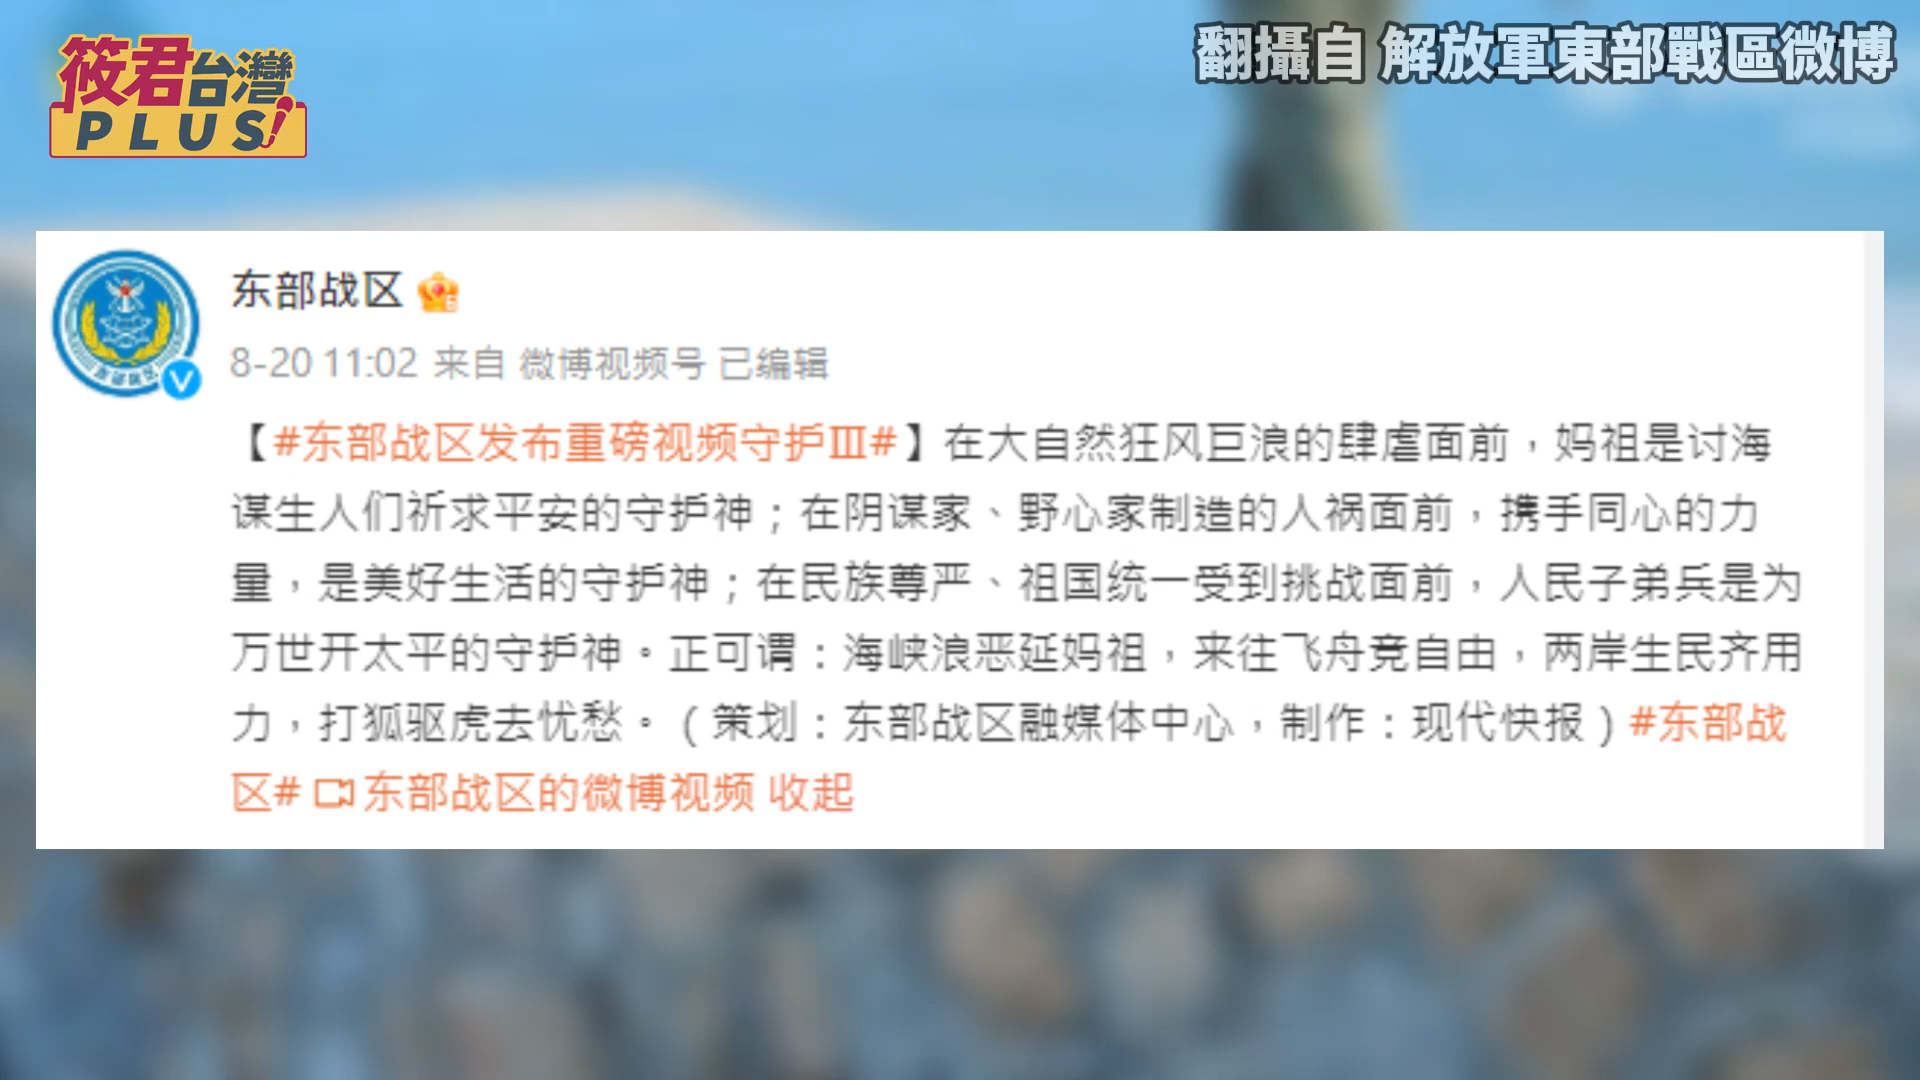 筱君台灣
PLUS!
翻攝自 解放軍東部戰區微博
东部战区
8-20 11:02 来自 微博视频号 已编辑
【#东部战区发布重磅视频守护Ⅲ#】在大自然狂风巨浪的肆虐面前，妈祖是讨海
谋生人们祈求平安的守护神；在阴谋家、野心家制造的人祸面前，携手同心的力
量，是美好生活的守护神；在民族尊严、祖国统一受到挑战面前，人民子弟兵是为
万世开太平的守护神。正可谓：海峡浪恶延妈祖，来往飞舟竞自由，两岸生民齐用
力，打狐驱虎去忧愁。（策划：东部战区融媒体中心，制作：现代快报）#东部战
区# 东部战区的微博视频 收起